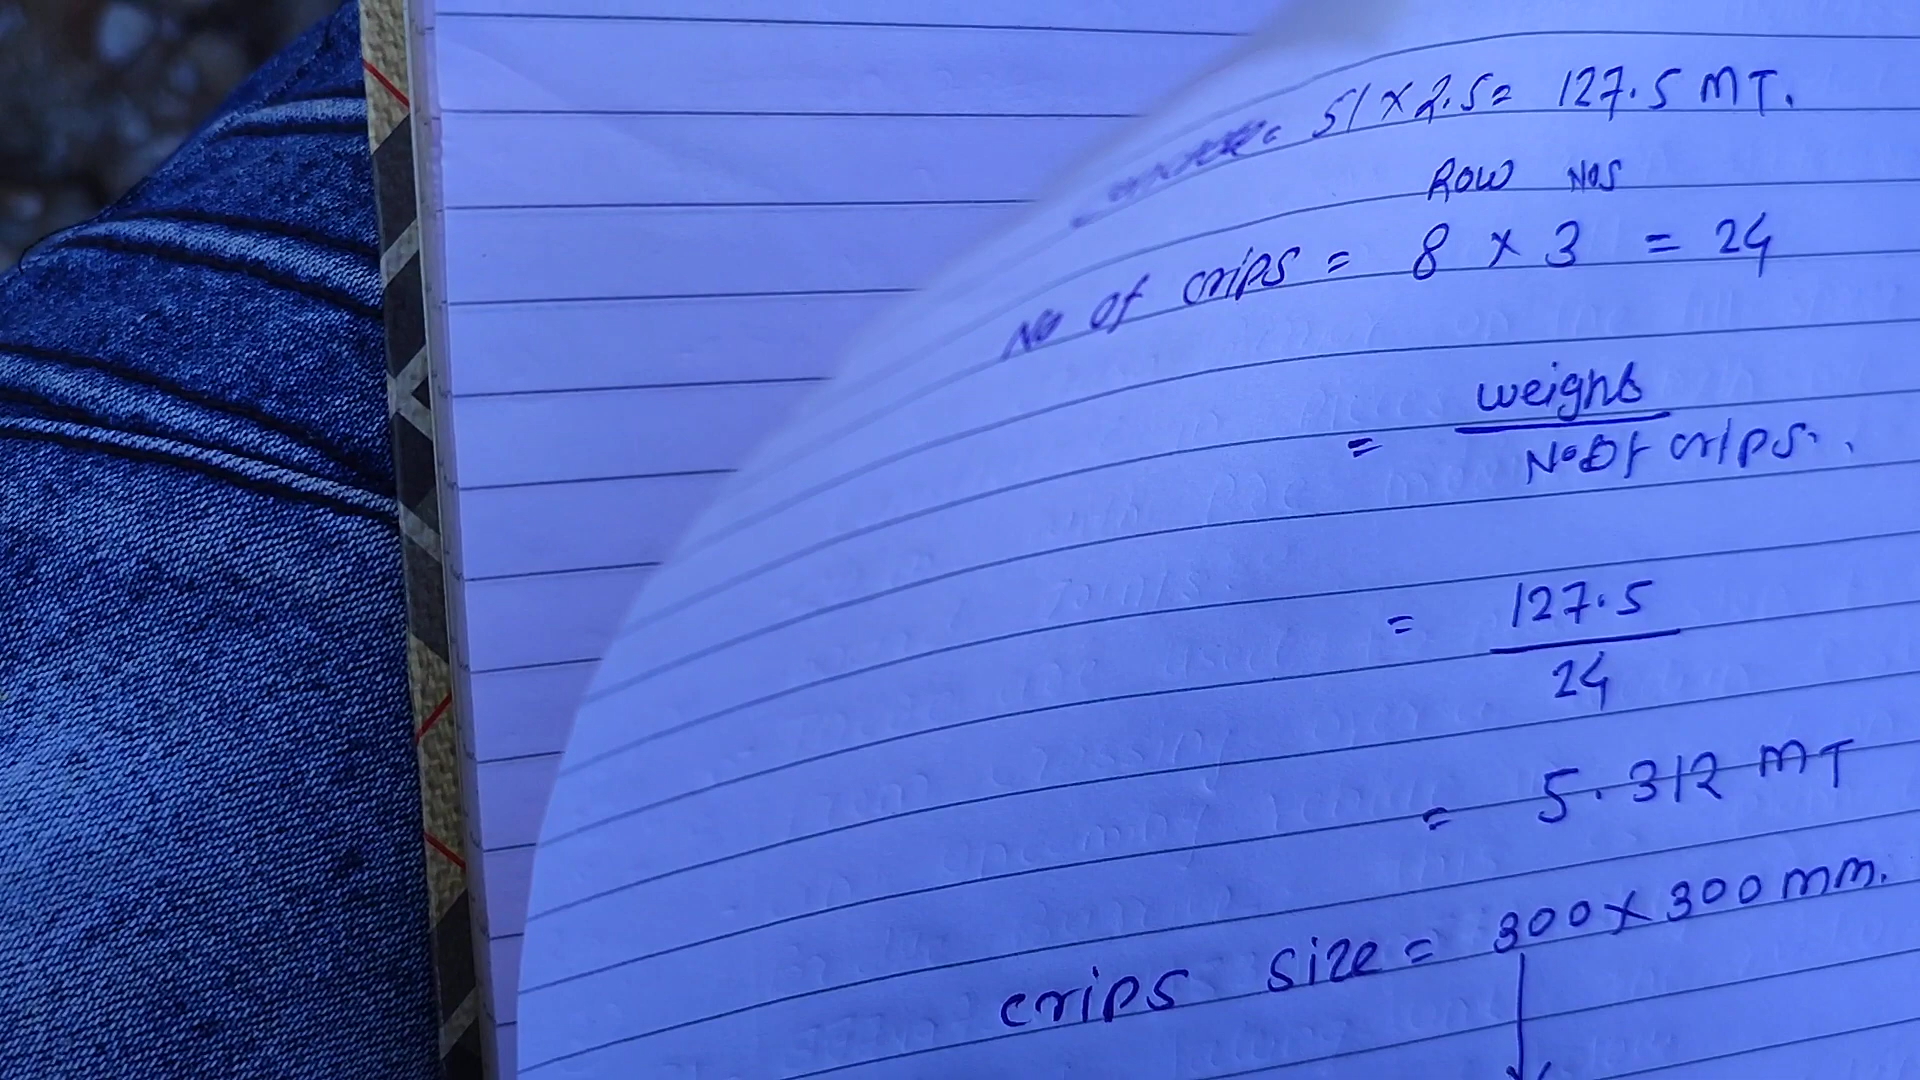 = 51 x 2.5 = 127.5 MT.
ROW NOS
No of crips = 8 x 3 = 24
= weight
No Of crips.
= 127.5
24
= 5.312 MT
crips size = 300 x 300 mm.